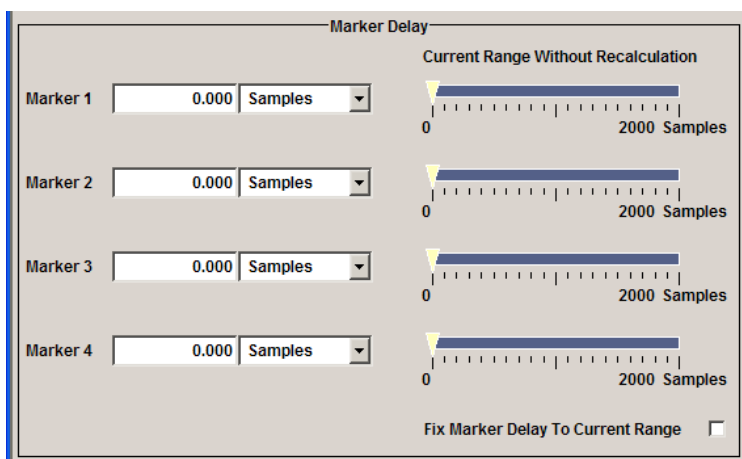 Marker Delay
Current Range Without Recalculation
Marker 1 0.000 Samples
0 2000 Samples
Marker 2 0.000 Samples
0 2000 Samples
Marker 3 0.000 Samples
0 2000 Samples
Marker 4 0.000 Samples
0 2000 Samples
Fix Marker Delay To Current Range